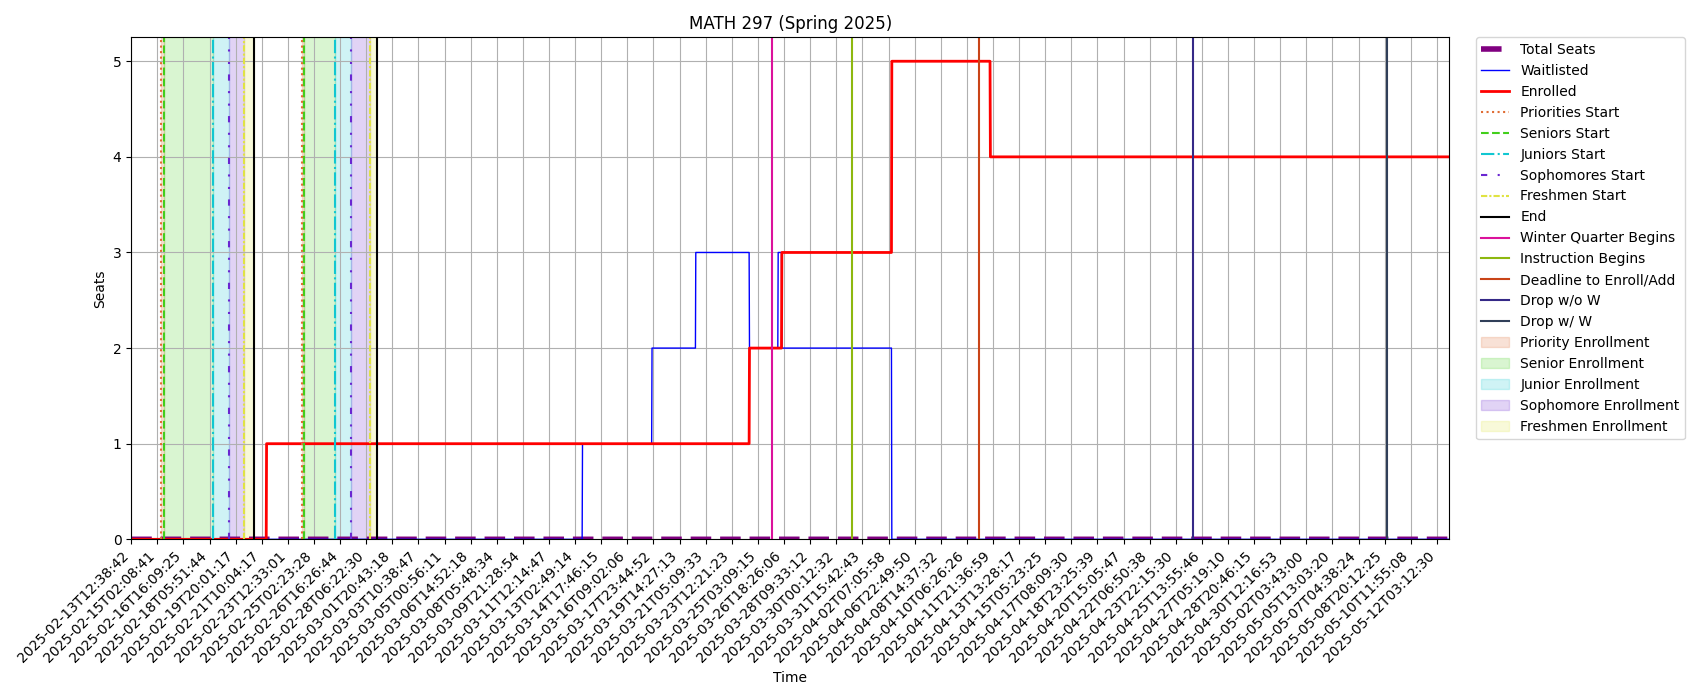 MATH 297 (Spring 2025)
Seats
5
4
3
2
1
0
2025-02-13T12:38:42
2025-02-15T02:08:41
2025-02-16T16:09:25
2025-02-18T05:51:44
2025-02-19T20:01:17
2025-02-21T10:04:17
2025-02-23T12:33:01
2025-02-25T02:23:28
2025-02-26T16:26:44
2025-02-28T06:22:30
2025-03-01T20:43:18
2025-03-03T10:38:47
2025-03-05T00:56:11
2025-03-06T14:52:18
2025-03-08T05:48:34
2025-03-09T21:28:54
2025-03-11T12:14:47
2025-03-13T02:49:14
2025-03-14T17:46:15
2025-03-16T09:02:06
2025-03-17T23:44:52
2025-03-19T14:27:13
2025-03-21T05:09:33
2025-03-23T12:21:23
2025-03-25T03:09:15
2025-03-26T18:26:06
2025-03-28T09:33:12
2025-03-30T00:12:32
2025-03-31T15:42:43
2025-04-02T07:05:58
2025-04-06T22:49:50
2025-04-08T14:37:32
2025-04-10T06:26:26
2025-04-11T21:36:59
2025-04-13T13:28:17
2025-04-15T05:23:25
2025-04-17T08:09:30
2025-04-18T23:25:39
2025-04-20T15:05:47
2025-04-22T06:50:38
2025-04-23T22:15:30
2025-04-25T13:55:46
2025-04-27T05:19:10
2025-04-28T20:46:15
2025-04-30T12:16:53
2025-05-02T03:43:00
2025-05-05T13:03:20
2025-05-07T04:38:24
2025-05-08T20:12:25
2025-05-10T11:55:08
2025-05-12T03:12:30
Time
Total Seats
Waitlisted
Enrolled
Priorities Start
Seniors Start
Juniors Start
Sophomores Start
Freshmen Start
End
Winter Quarter Begins
Instruction Begins
Deadline to Enroll/Add
Drop w/o W
Drop w/ W
Priority Enrollment
Senior Enrollment
Junior Enrollment
Sophomore Enrollment
Freshmen Enrollment